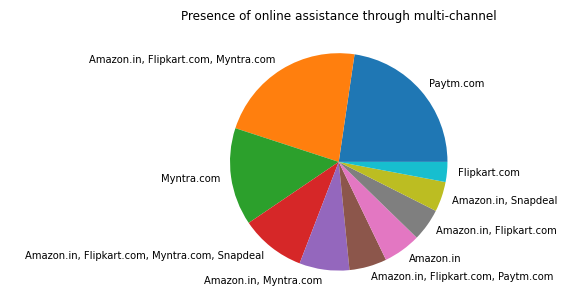 Presence of online assistance through multi-channel
Amazon.in, Flipkart.com, Myntra.com
Paytm.com
Myntra.com
Flipkart.com
Amazon.in, Snapdeal
Amazon.in, Flipkart.com
Amazon.in, Flipkart.com, Myntra.com, Snapdeal
Amazon.in
Amazon.in, Flipkart.com, Paytm.com
Amazon.in, Myntra.com